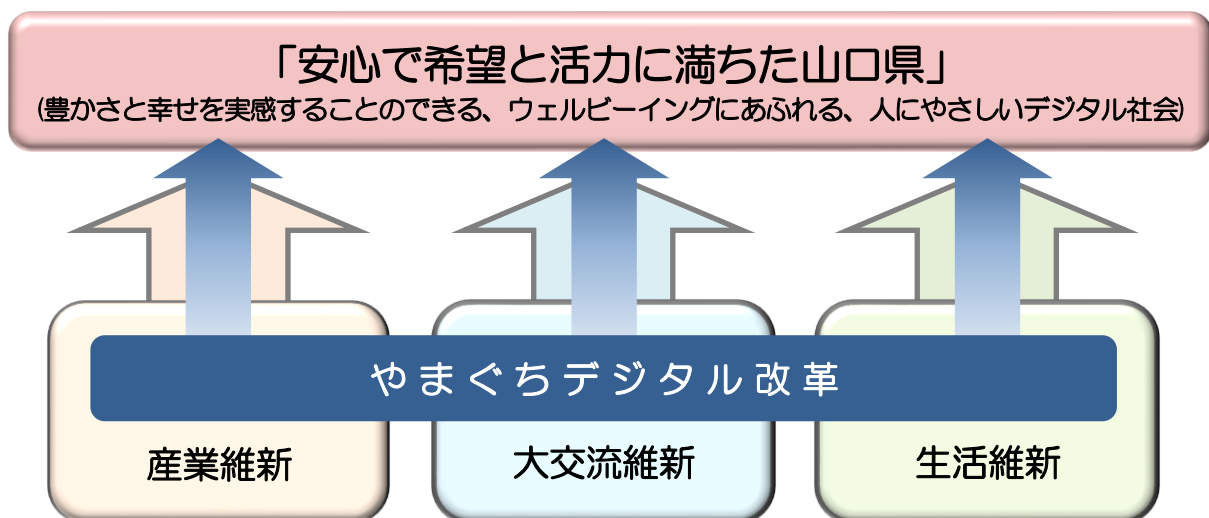 「安心で希望と活力に満ちた山口県」
(豊かさと幸せを実感することのできる、ウェルビーイングにあふれる、人にやさしいデジタル社会)
やまぐちデジタル改革
産業維新
大交流維新
生活維新